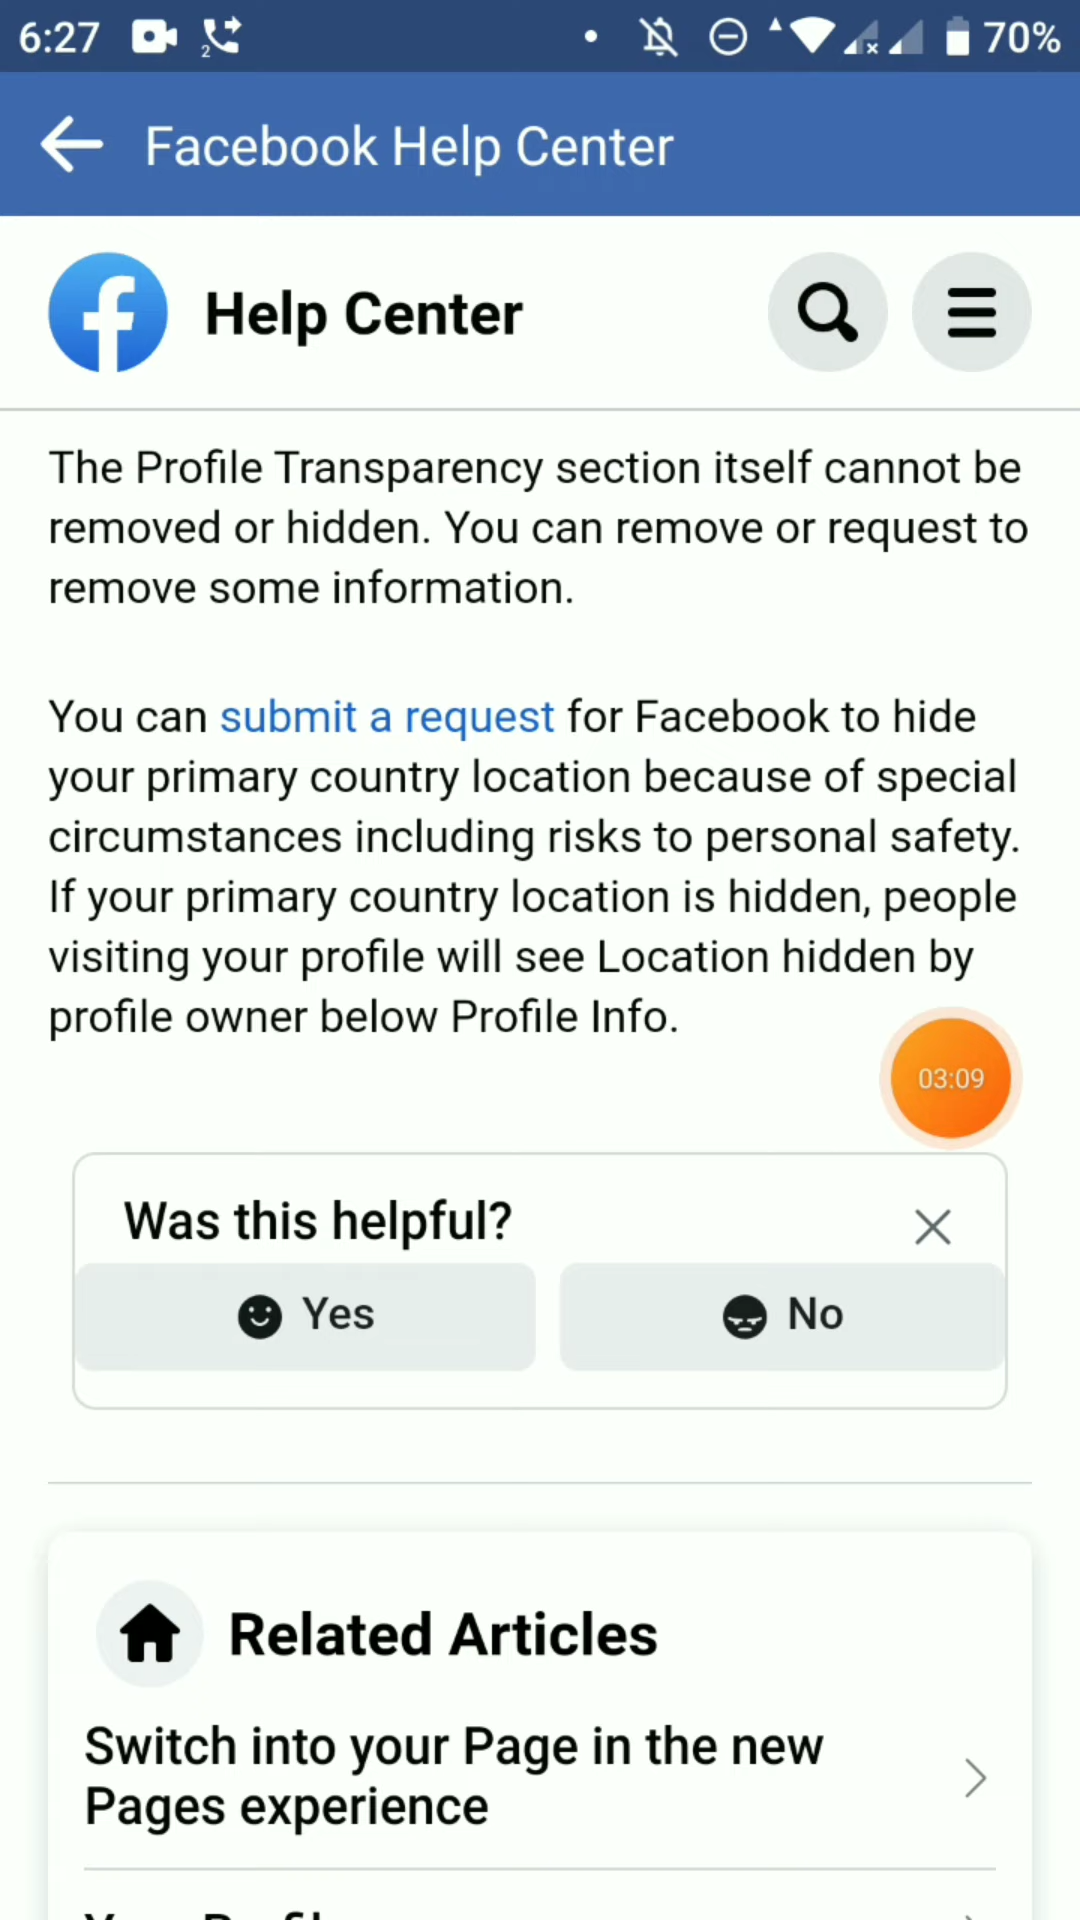 6:27
2
70%
Facebook Help Center
Help Center
The Profile Transparency section itself cannot be
removed or hidden. You can remove or request to
remove some information.
You can submit a request for Facebook to hide
your primary country location because of special
circumstances including risks to personal safety.
If your primary country location is hidden, people
visiting your profile will see Location hidden by
profile owner below Profile Info.
03:09
Was this helpful?
Yes
No
Related Articles
Switch into your Page in the new
Pages experience